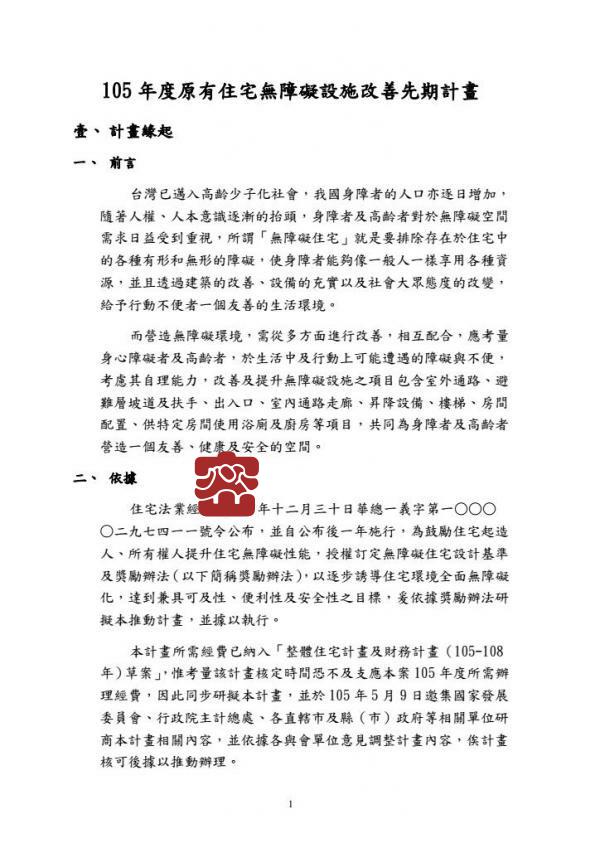 105 年度原有住宅無障礙設施改善先期計畫
壹、計畫緣起
一、 前言
台灣已邁入高齡少子化社會，我國身障者的人口亦逐日增加，
隨著人權、人本意識逐漸的抬頭，身障者及高齡者對於無障礙空間
需求日益受到重視，所謂「無障礙住宅」就是要排除存在於住宅中
的各種有形和無形的障礙，使身障者能夠像一般人一樣享用各種資
源，並且透過建築的改善、設備的充實以及社會大眾態度的改變，
給予行動不便者一個友善的生活環境。
而營造無障礙環境，需從多方面進行改善，相互配合，應考量
身心障礙者及高齡者，於生活中及行動上可能遭遇的障礙與不便，
考慮其自理能力，改善及提升無障礙設施之項目包含室外通路、避
難層坡道及扶手、出入口、室內通路走廊、昇降設備、樓梯、房間
配置、供特定房間使用浴廁及廚房等項目，共同為身障者及高齡者
營造一個友善、健康及安全的空間。
二、 依據
住宅法業經 年十二月三十日華總一義字第一○○○
○二九七四一一號令公布，並自公布後一年施行，為鼓勵住宅起造
人、所有權人提升住宅無障礙性能，授權訂定無障礙住宅設計基準
及獎勵辦法（以下簡稱獎勵辦法），以逐步誘導住宅環境全面無障礙
化，達到兼具可及性、便利性及安全性之目標，爰依據獎勵辦法研
擬本推動計畫，並據以執行。
本計畫所需經費已納入「整體住宅計畫及財務計畫（105-108
年）草案」，惟考量該計畫核定時間恐不及支應本案 105 年度所需辦
理經費，因此同步研擬本計畫，並於 105 年 5 月 9 日邀集國家發展
委員會、行政院主計總處、各直轄市及縣（市）政府等相關單位研
商本計畫相關內容，並依據各與會單位意見調整計畫內容，俟計畫
核可後據以推動辦理。
1